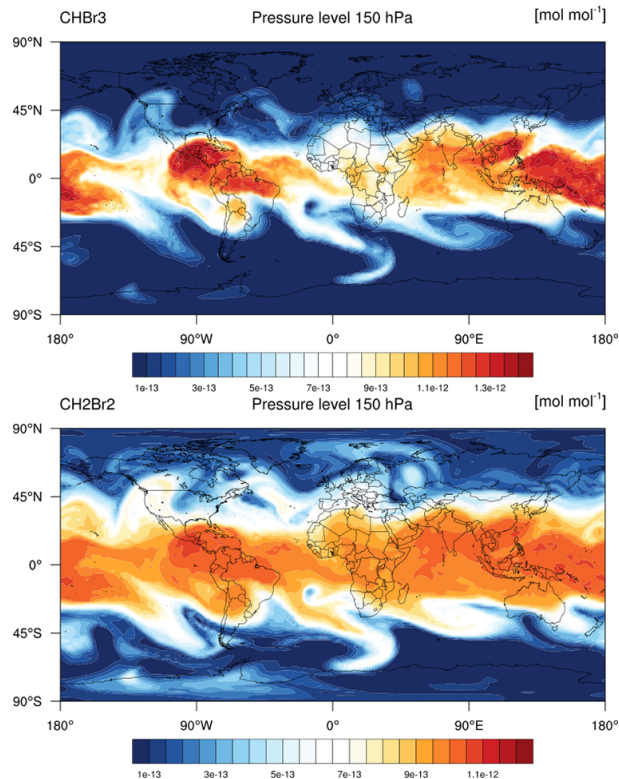 CHBr3 Pressure level 150 hPa [mol mol-1]
90°N
45°N
0°
45°S
90°S
180° 90°W 0° 90°E 180°
1e-13 3e-13 5e-13 7e-13 9e-13 1.1e-12 1.3e-12
CH2Br2 Pressure level 150 hPa [mol mol-1]
90°N
45°N
0°
45°S
90°S
180° 90°W 0° 90°E 180°
1e-13 3e-13 5e-13 7e-13 9e-13 1.1e-12